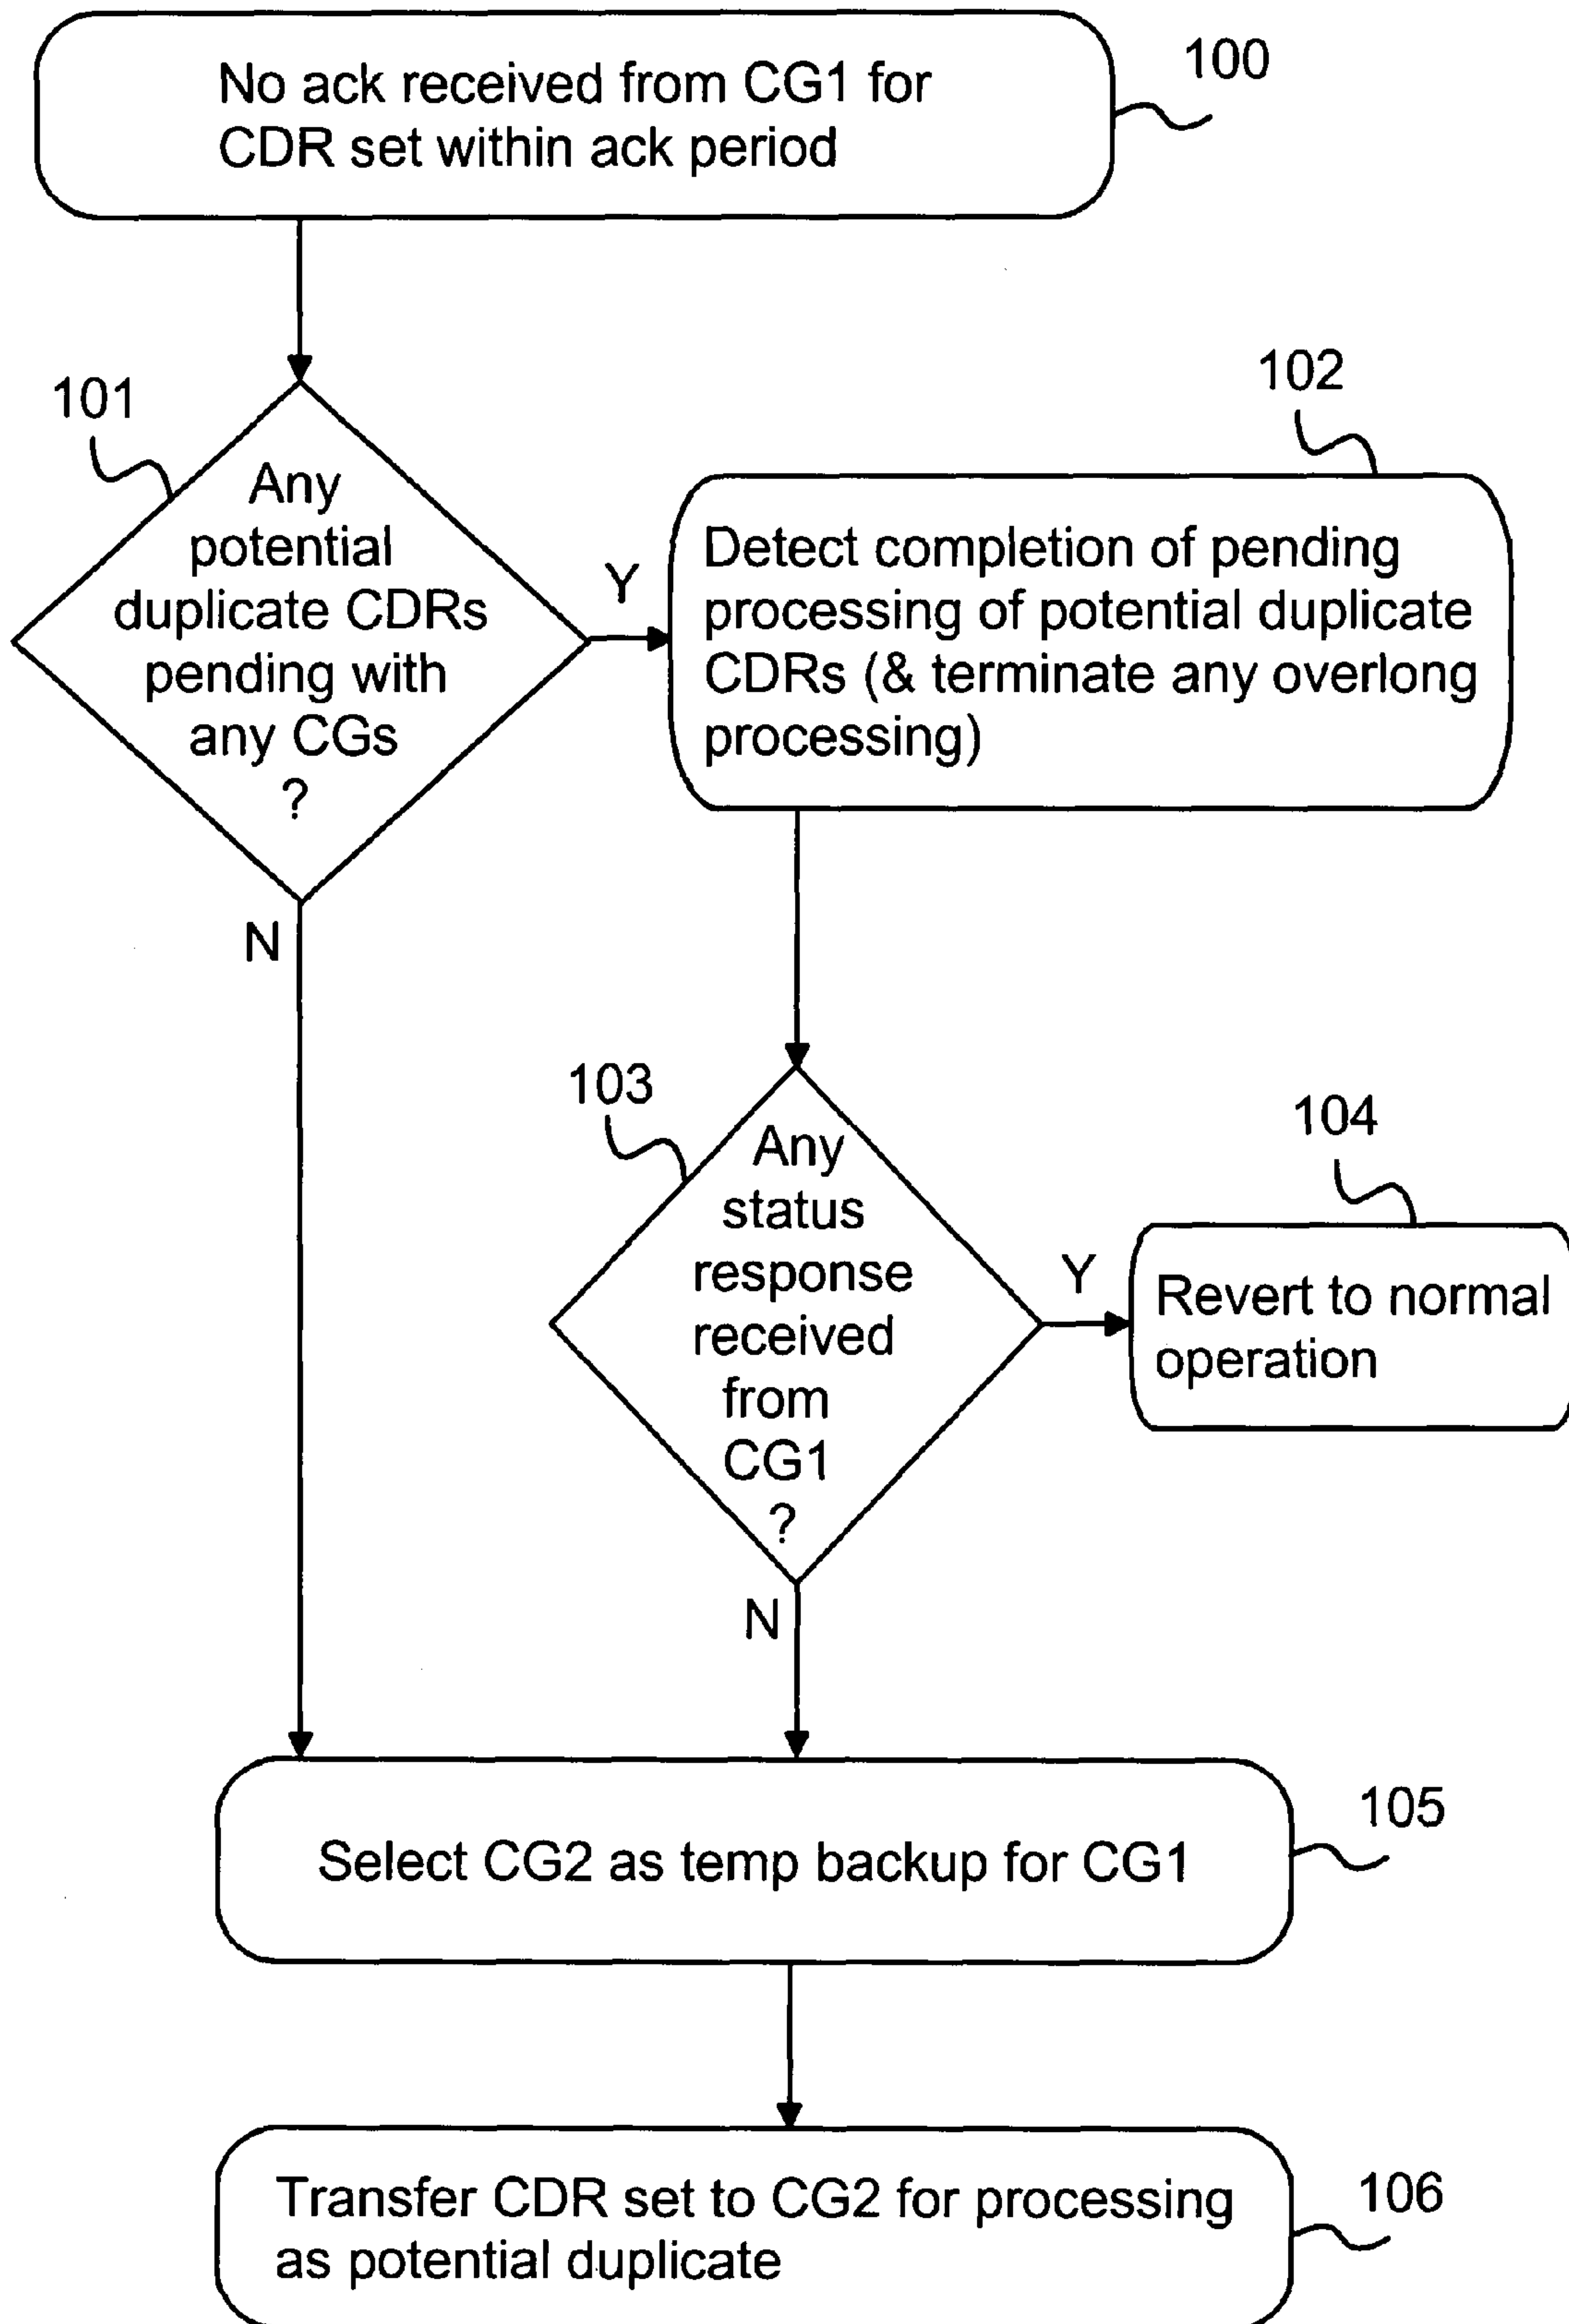 No ack received from CG1 for
CDR set within ack period
100
101
Any
potential
duplicate CDRs
pending with
any CGs
?
Y
N
102
Detect completion of pending
processing of potential duplicate
CDRs (& terminate any overlong
processing)
103
Any
status
response
received
from
CG1
?
Y
N
104
Revert to normal
operation
Select CG2 as temp backup for CG1
105
Transfer CDR set to CG2 for processing
as potential duplicate
106